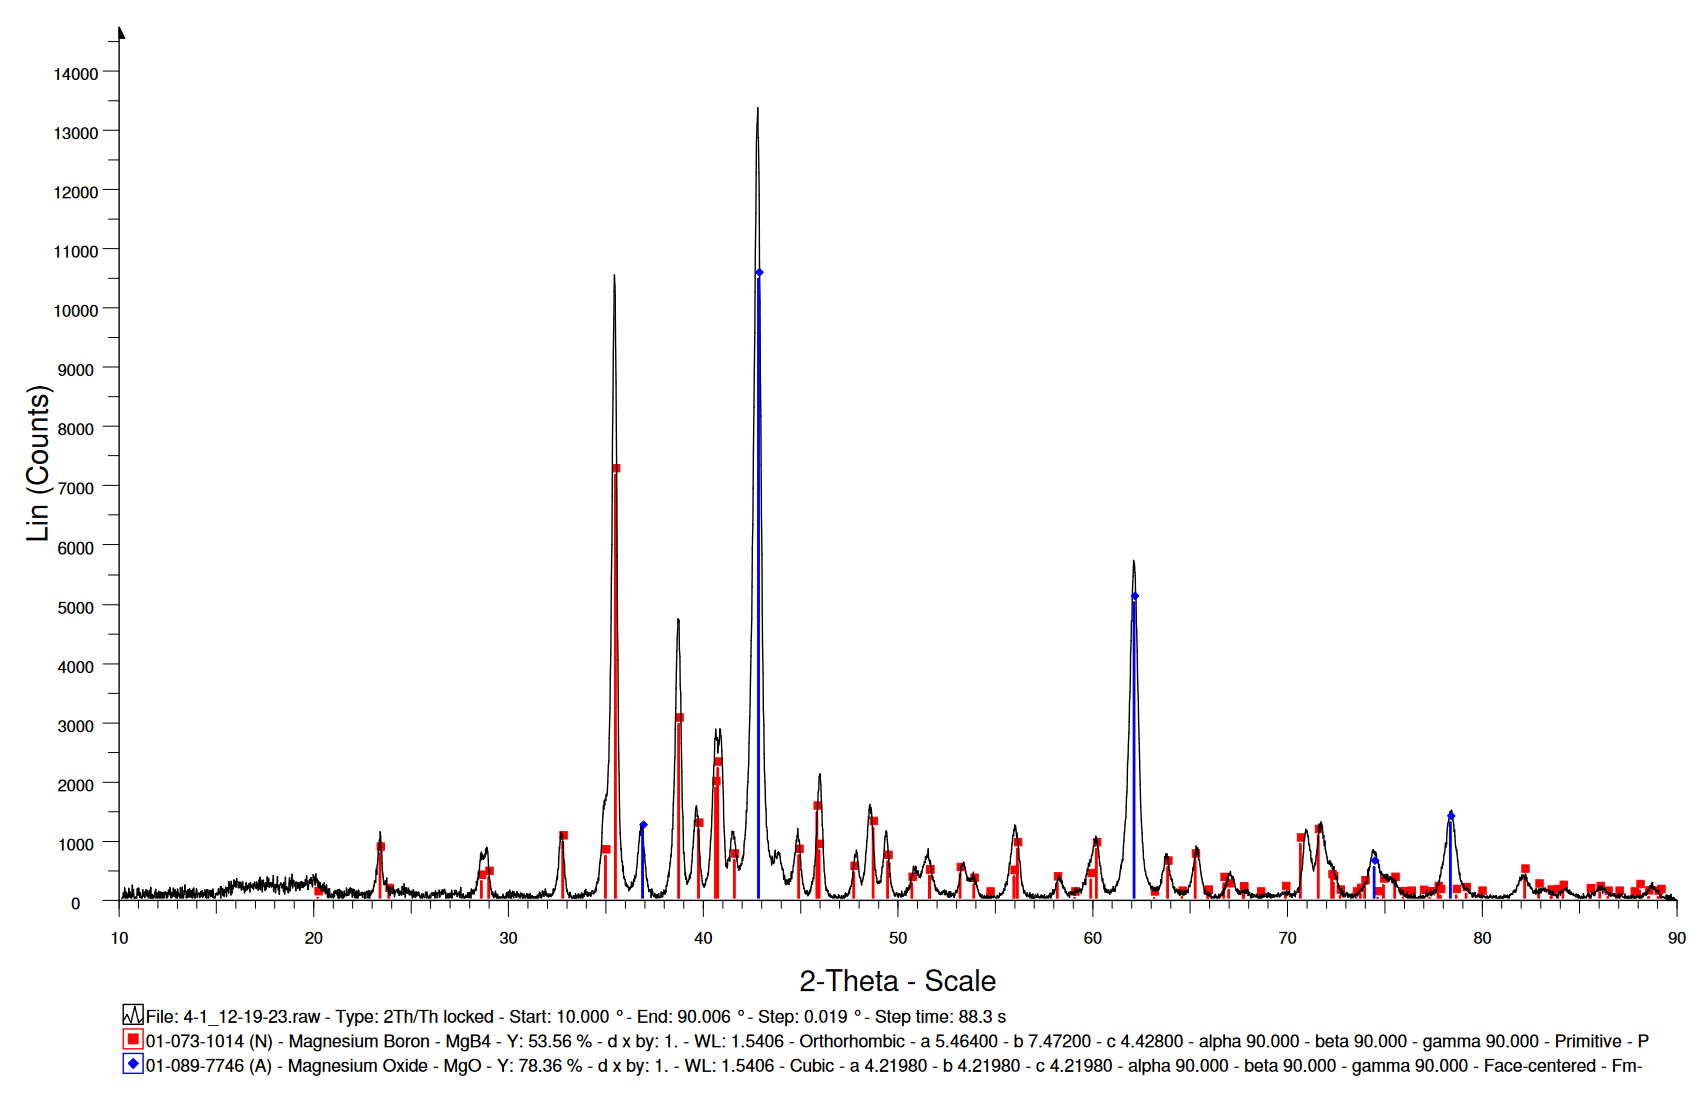 Lin (Counts)
14000
13000
12000
11000
10000
9000
8000
7000
6000
5000
4000
3000
2000
1000
0
10 20 30 40 50 60 70 80 90
2-Theta - Scale
File: 4-1_12-19-23.raw - Type: 2Th/Th locked - Start: 10.000 ° - End: 90.006 ° - Step: 0.019 ° - Step time: 88.3 s
01-073-1014 (N) - Magnesium Boron - MgB4 - Y: 53.56 % - d x by: 1. - WL: 1.5406 - Orthorhombic - a 5.46400 - b 7.47200 - c 4.42800 - alpha 90.000 - beta 90.000 - gamma 90.000 - Primitive - P
01-089-7746 (A) - Magnesium Oxide - MgO - Y: 78.36 % - d x by: 1. - WL: 1.5406 - Cubic - a 4.21980 - b 4.21980 - c 4.21980 - alpha 90.000 - beta 90.000 - gamma 90.000 - Face-centered - Fm-